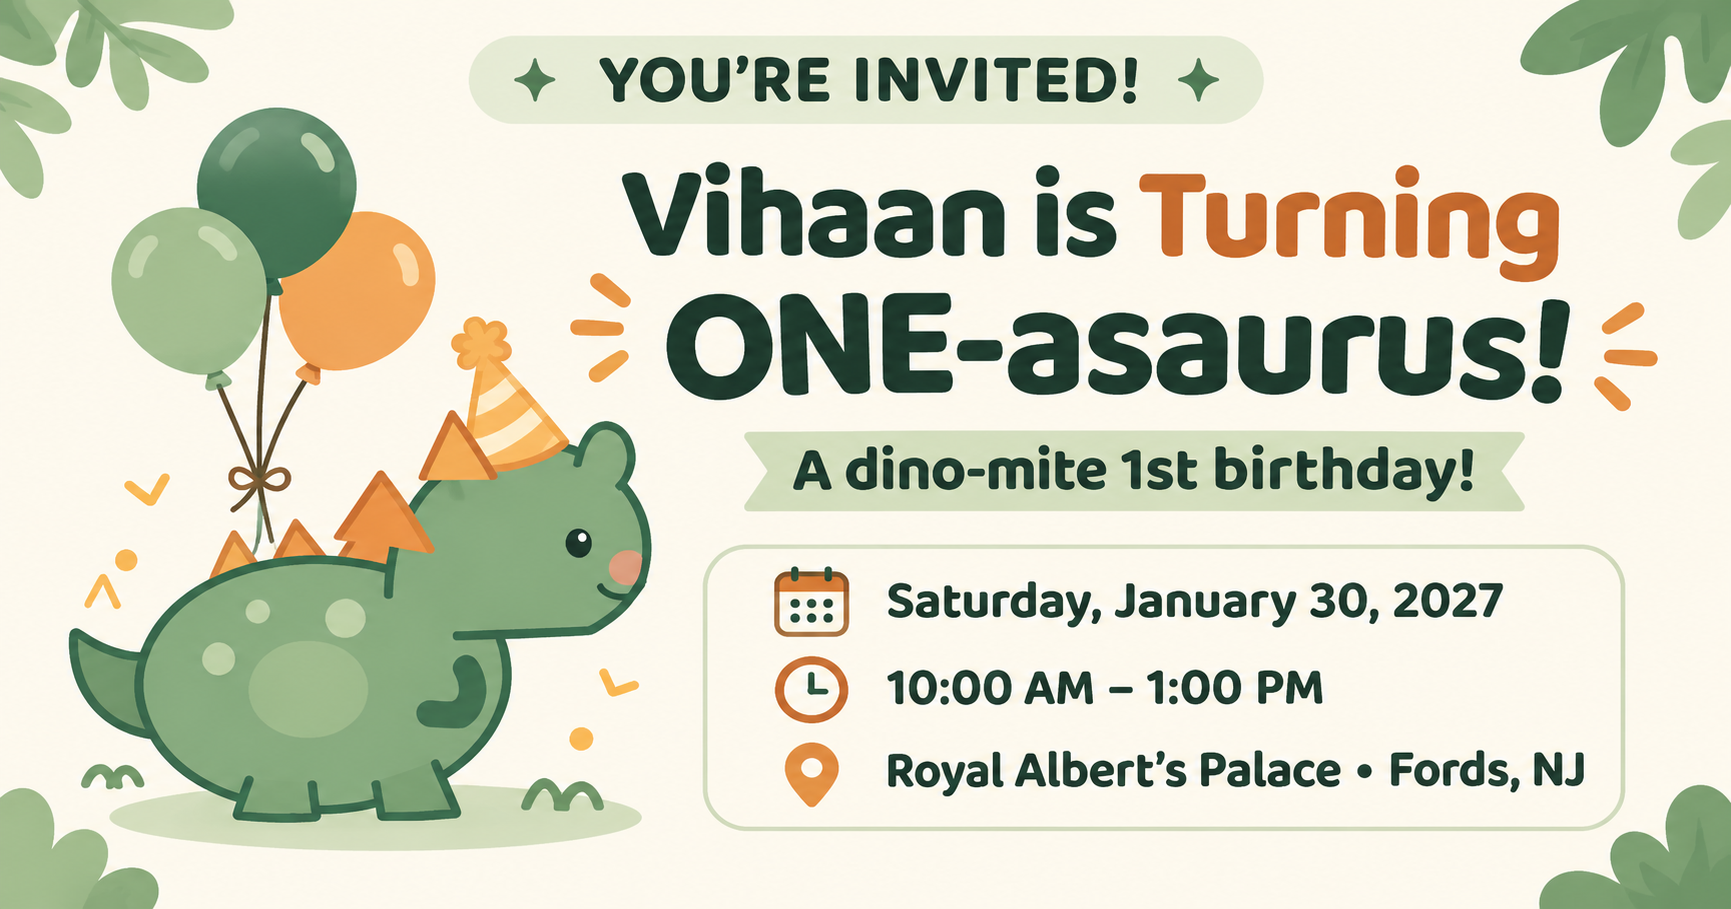 YOU'RE INVITED!
Vihaan is Turning
ONE-asaurus!
A dino-mite 1st birthday!
Saturday, January 30, 2027
10:00 AM – 1:00 PM
Royal Albert's Palace • Fords, NJ